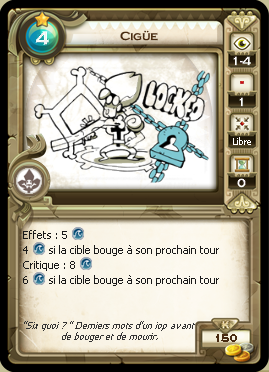 Cigüe
4
1-4
LOCKED
1
Libre
0
Effets : 5
4 si la cible bouge à son prochain tour
Critique : 8
6 si la cible bouge à son prochain tour
"Six quoi ?" Derniers mots d'un iop avant
de bouger et de mourir.
K
150